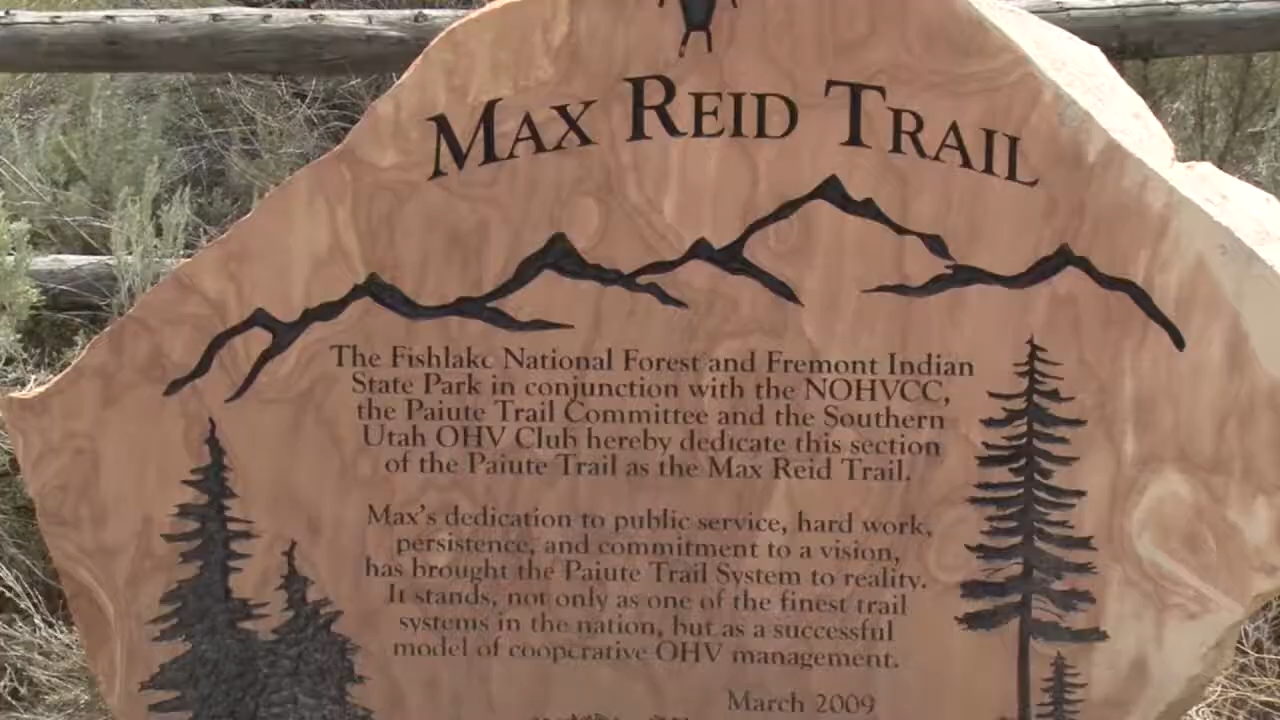 MAX REID TRAIL
The Fishlake National Forest and Fremont Indian
State Park in conjunction with the NOHVCC,
the Paiute Trail Committee and the Southern
Utah OHV Club hereby dedicate this section
of the Paiute Trail as the Max Reid Trail.
Max's dedication to public service, hard work,
persistence, and commitment to a vision,
has brought the Paiute Trail System to reality.
It stands, not only as one of the finest trail
systems in the nation, but as a successful
model of cooperative OHV management.
March 2009